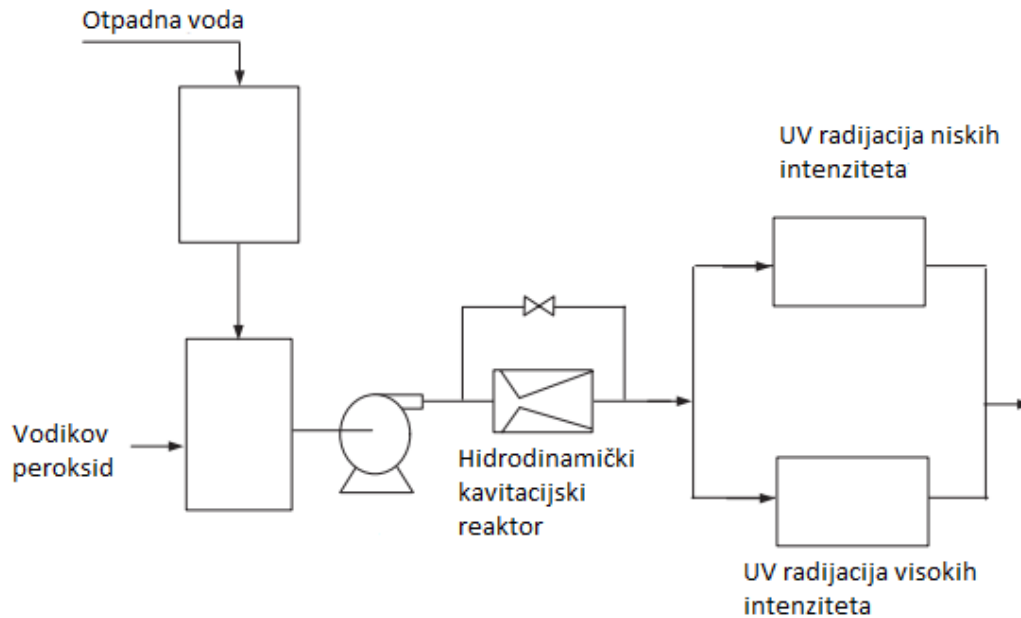 Otpadna voda
UV radijacija niskih
intenziteta
Vodikov
peroksid
Hidrodinamički
kavitacijski
reaktor
UV radijacija visokih
intenziteta